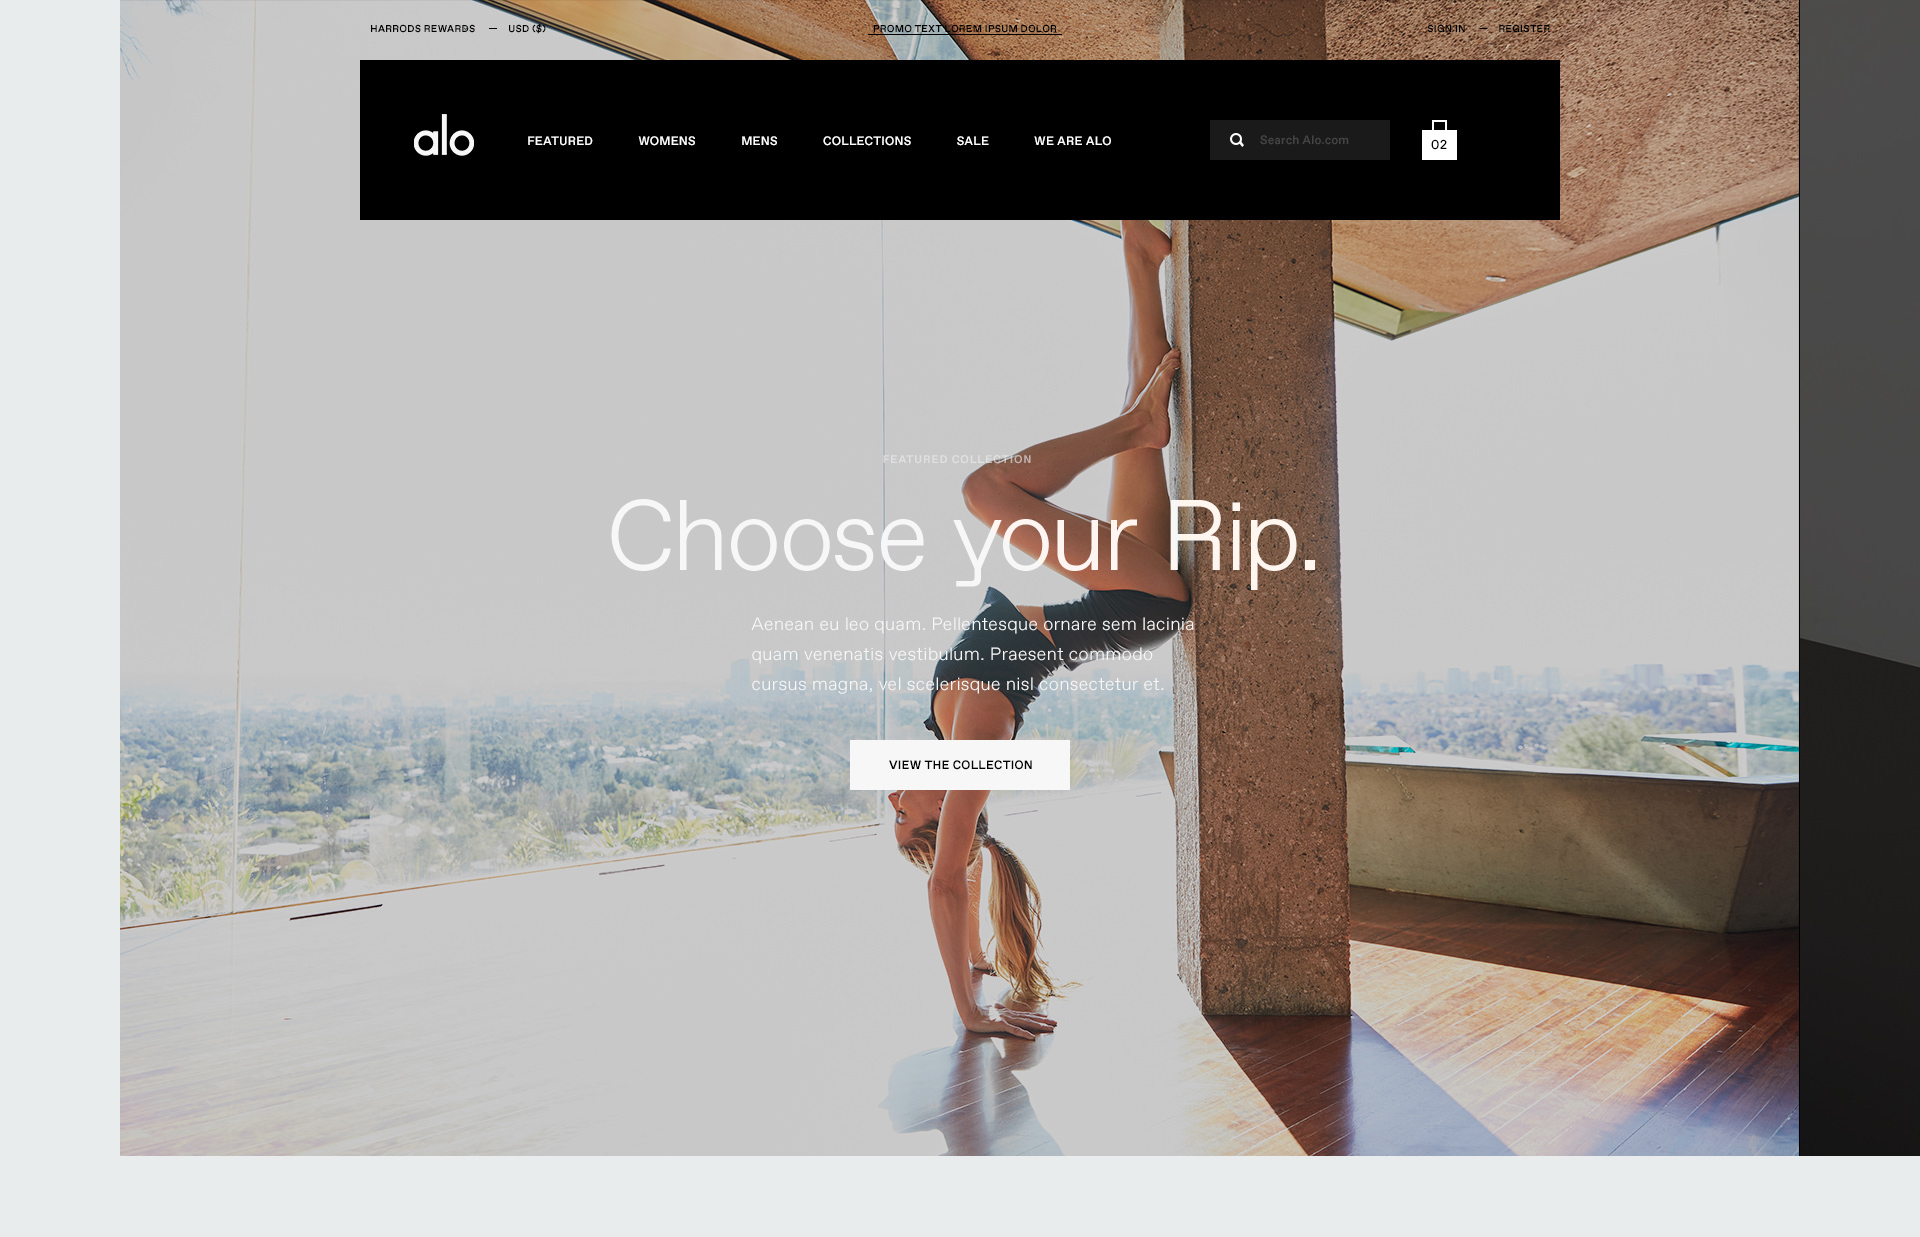 HARRODS REWARDS — USD ($)
PROMO TEXT LOREM IPSUM DOLOR
SIGN IN — REGISTER
alo
FEATURED
WOMENS
MENS
COLLECTIONS
SALE
WE ARE ALO
Search Alo.com
02
FEATURED COLLECTION
Choose your Rip.
Aenean eu leo quam. Pellentesque ornare sem lacinia
quam venenatis vestibulum. Praesent commodo
cursus magna, vel scelerisque nisl consectetur et.
VIEW THE COLLECTION